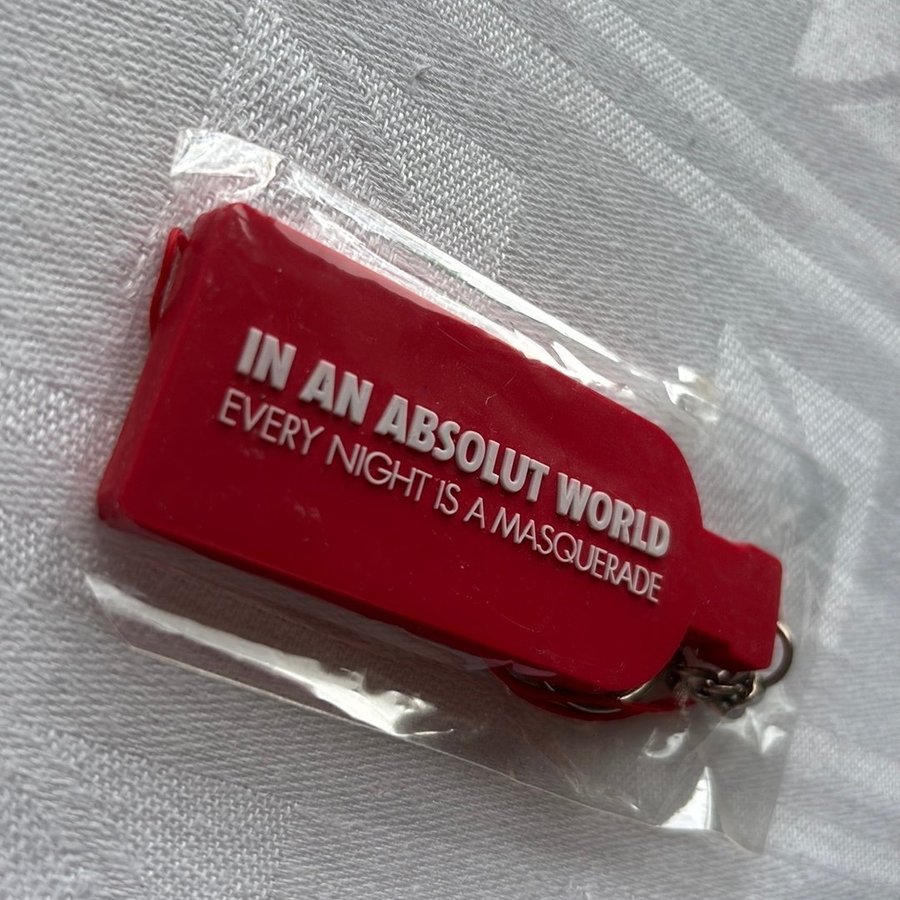 IN AN ABSOLUT WORLD
EVERY NIGHT IS A MASQUERADE